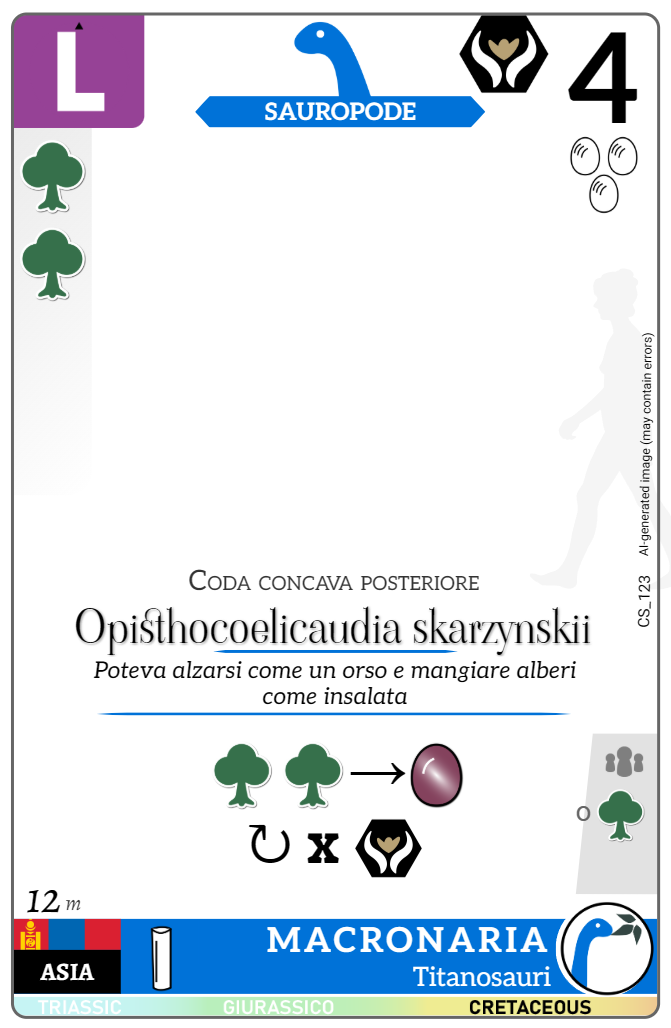 L
SAUROPODE
4
AI-generated image (may contain errors)
CS_123
Coda concava posteriore
Opisthocoelicaudia skarzynskii
Poteva alzarsi come un orso e mangiare alberi
come insalata
o
x
12 m
ASIA
MACRONARIA
Titanosauri
TRIASSIC GIURASSICO CRETACEOUS